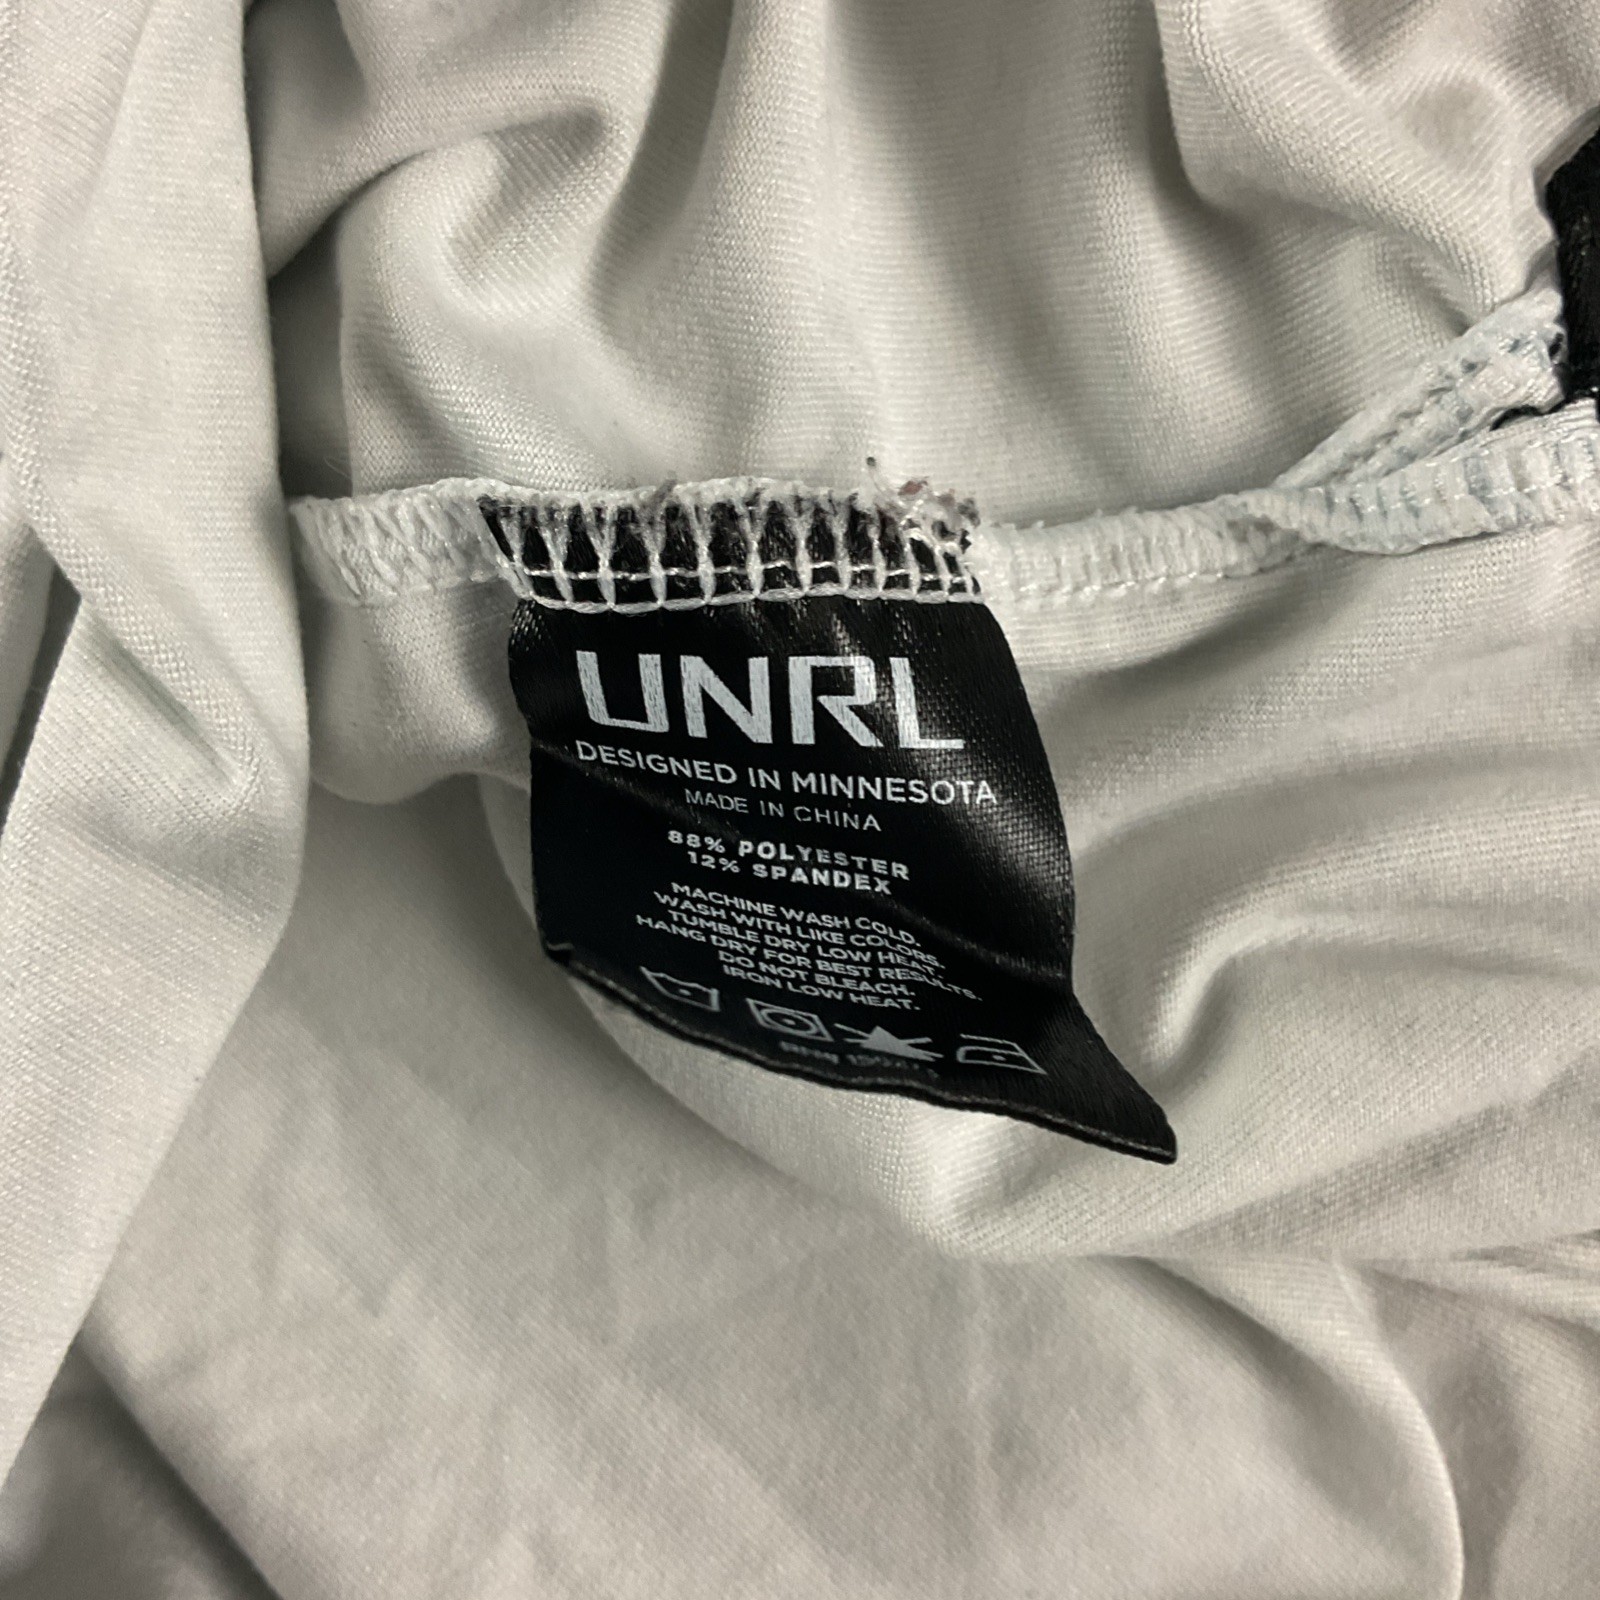 UNRL
DESIGNED IN MINNESOTA
MADE IN CHINA
88% POLYESTER
12% SPANDEX
MACHINE WASH COLD.
WASH WITH LIKE COLORS.
TUMBLE DRY LOW HEAT.
HANG DRY FOR BEST RESULTS.
DO NOT BLEACH.
IRON LOW HEAT.